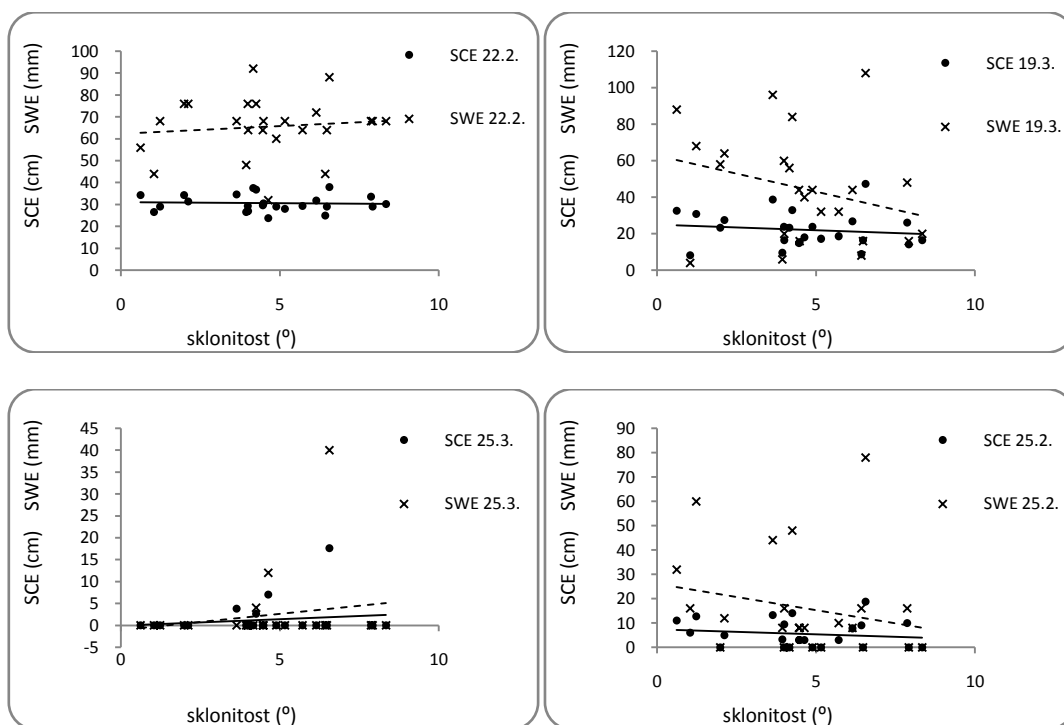 SCE (cm) SWE (mm)
100
90
80
70
60
50
40
30
20
10
0
0 5 10
sklonitost (⁰)
SCE 22.2.
SWE 22.2.
SCE (cm) SWE (mm)
120
100
80
60
40
20
0
0 5 10
sklonitost (⁰)
SCE 19.3.
SWE 19.3.
SCE (cm) SWE (mm)
45
40
35
30
25
20
15
10
5
0
-5
0 5 10
sklonitost (⁰)
SCE 25.3.
SWE 25.3.
SCE (cm) SWE (mm)
90
80
70
60
50
40
30
20
10
0
0 5 10
sklonitost (⁰)
SCE 25.2.
SWE 25.2.